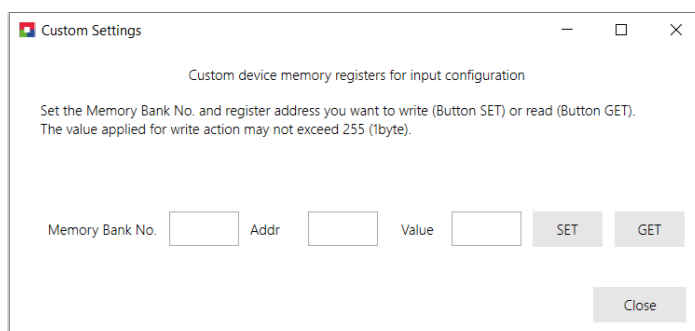 Custom Settings
Custom device memory registers for input configuration
Set the Memory Bank No. and register address you want to write (Button SET) or read (Button GET).
The value applied for write action may not exceed 255 (1byte).
Memory Bank No. Addr Value SET GET
Close